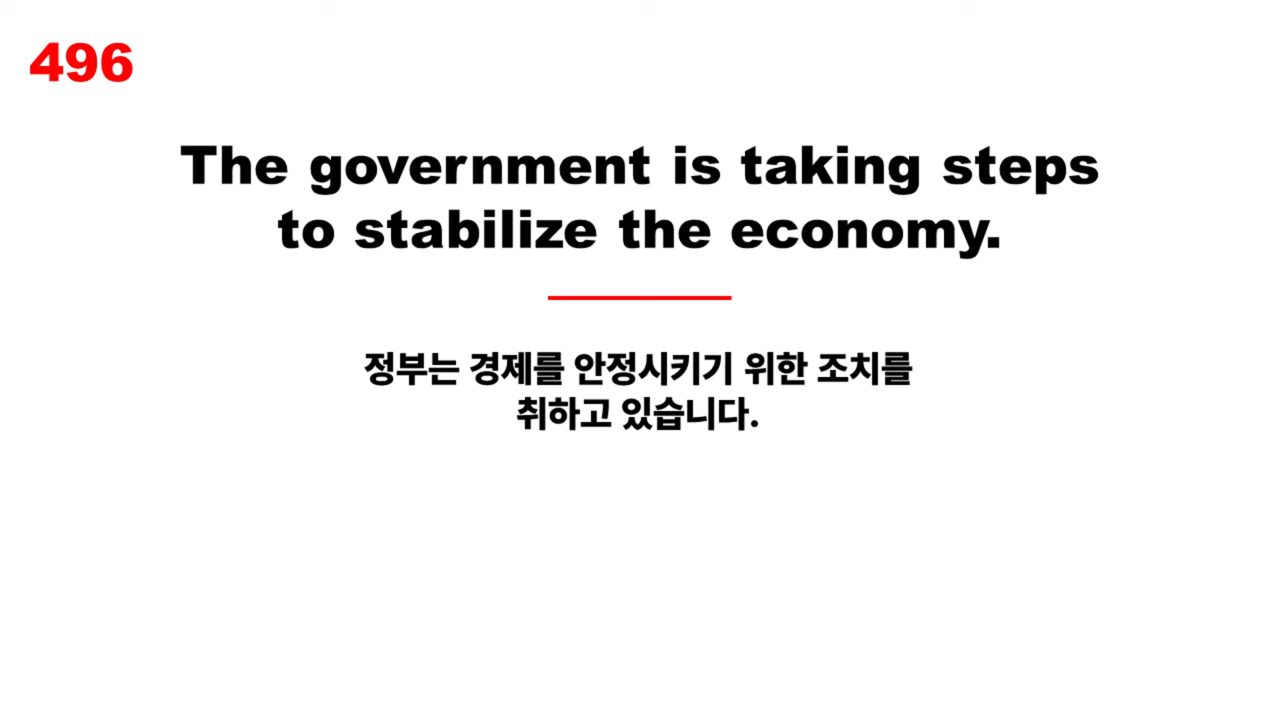 496
The government is taking steps
to stabilize the economy.
정부는 경제를 안정시키기 위한 조치를
취하고 있습니다.